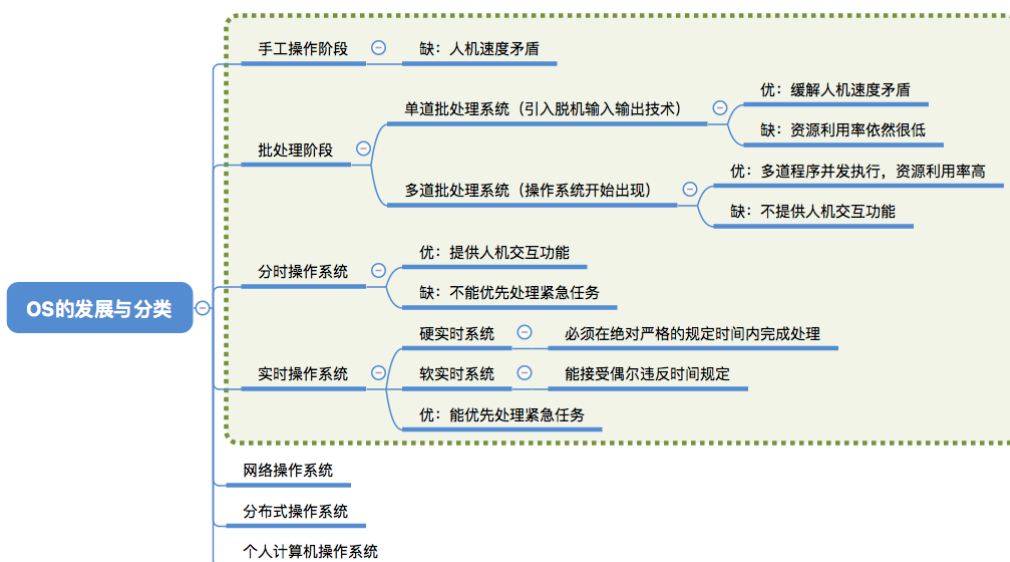 OS的发展与分类
手工操作阶段
缺：人机速度矛盾
批处理阶段
单道批处理系统（引入脱机输入输出技术）
优：缓解人机速度矛盾
缺：资源利用率依然很低
多道批处理系统（操作系统开始出现）
优：多道程序并发执行，资源利用率高
缺：不提供人机交互功能
分时操作系统
优：提供人机交互功能
缺：不能优先处理紧急任务
实时操作系统
硬实时系统
必须在绝对严格的规定时间内完成处理
软实时系统
能接受偶尔违反时间规定
优：能优先处理紧急任务
网络操作系统
分布式操作系统
个人计算机操作系统